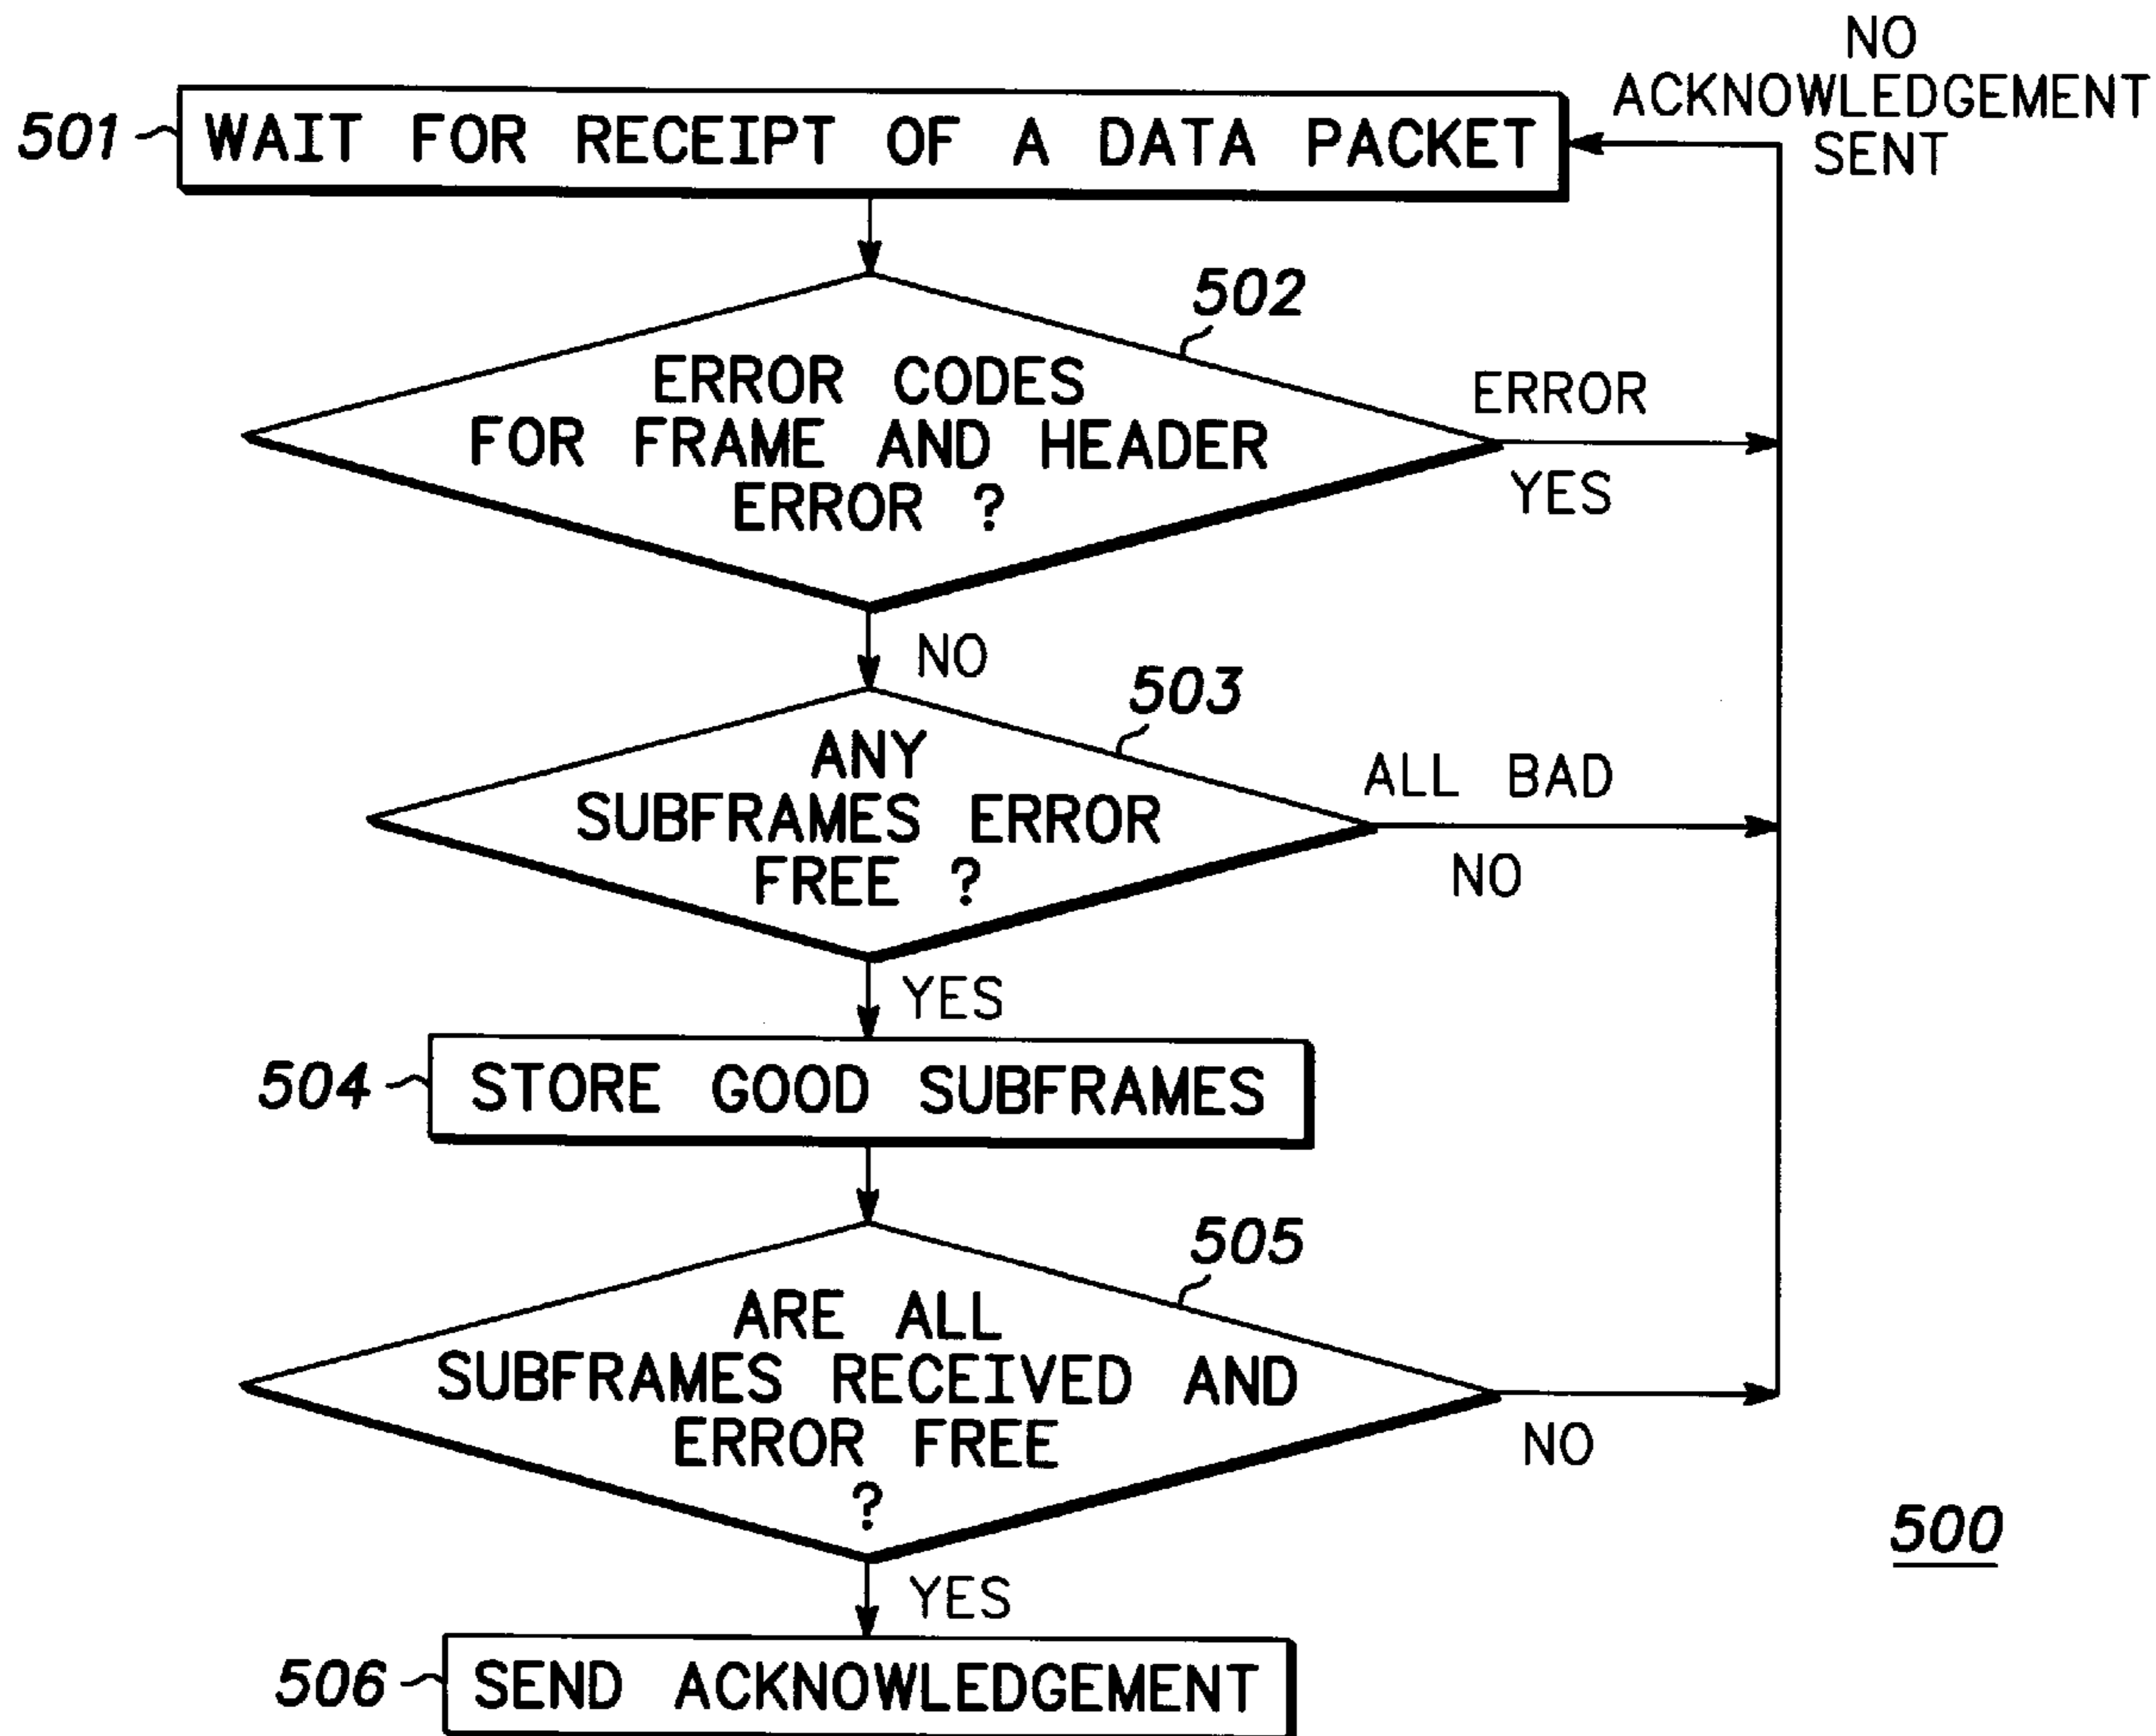 NO
ACKNOWLEDGEMENT
SENT
501
WAIT FOR RECEIPT OF A DATA PACKET
502
ERROR CODES
FOR FRAME AND HEADER
ERROR ?
ERROR
YES
NO
503
ANY
SUBFRAMES ERROR
FREE ?
ALL BAD
NO
YES
504
STORE GOOD SUBFRAMES
505
ARE ALL
SUBFRAMES RECEIVED AND
ERROR FREE
?
NO
500
YES
506
SEND ACKNOWLEDGEMENT